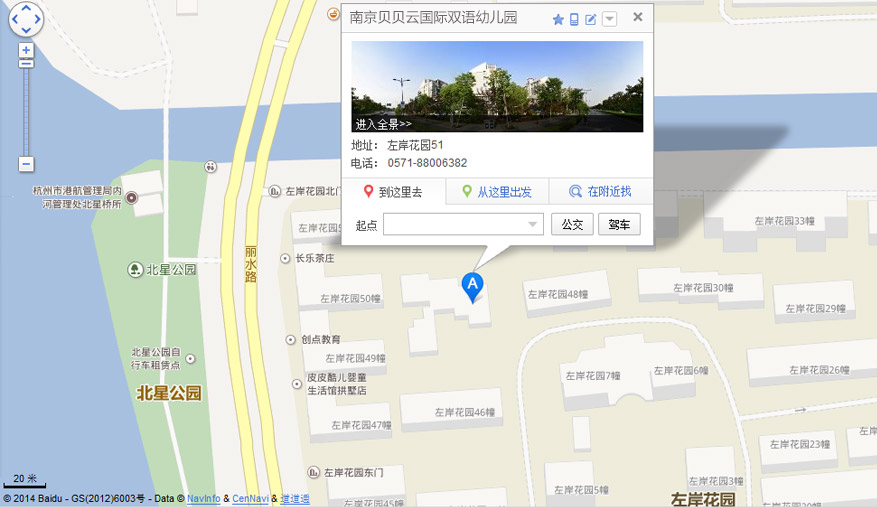 南京贝贝云国际双语幼儿园
进入全景>>
地址: 左岸花园51
电话: 0571-88006382
到这里去
从这里出发
在附近找
起点
公交
驾车
杭州市港航管理局内
河管理处北星桥所
左岸花园北门
左岸花园33幢
长乐茶庄
丽水路
北星公园
左岸花园50幢
A
左岸花园48幢
左岸花园30幢
左岸花园29幢
创点教育
北星公园自
行车租赁点
左岸花园49幢
皮皮酷儿婴童
生活馆拱墅店
左岸花园7幢
左岸花园6幢
左岸花园26幢
北星公园
左岸花园46幢
左岸花园47幢
左岸花园23幢
左岸花园东门
左岸花园45幢
左岸花园5幢
左岸花园
20 米
© 2014 Baidu - GS(2012)6003号 - Data © NavInfo & CenNavi & 道道通